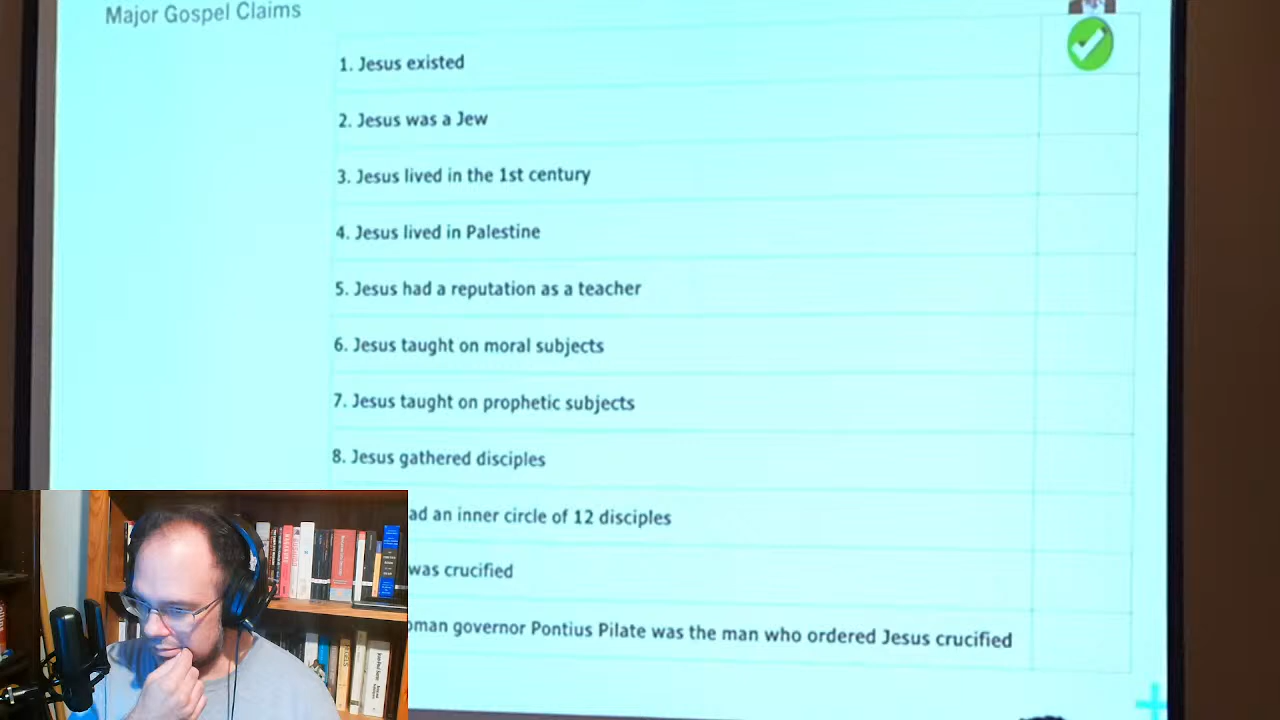 Major Gospel Claims
1. Jesus existed
2. Jesus was a Jew
3. Jesus lived in the 1st century
4. Jesus lived in Palestine
5. Jesus had a reputation as a teacher
6. Jesus taught on moral subjects
7. Jesus taught on prophetic subjects
8. Jesus gathered disciples
ad an inner circle of 12 disciples
was crucified
oman governor Pontius Pilate was the man who ordered Jesus crucified